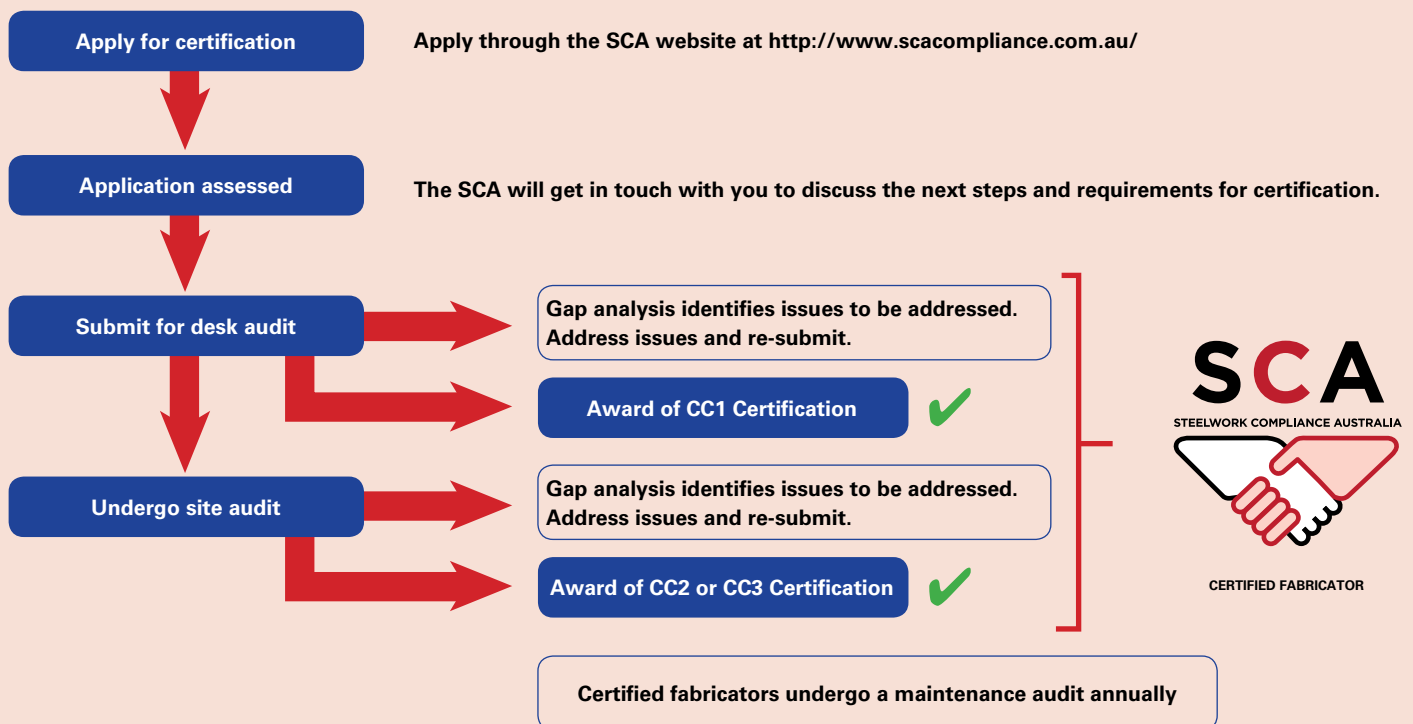 Apply for certification
Apply through the SCA website at http://www.scacompliance.com.au/
Application assessed
The SCA will get in touch with you to discuss the next steps and requirements for certification.
Submit for desk audit
Gap analysis identifies issues to be addressed.
Address issues and re-submit.
Award of CC1 Certification
Undergo site audit
Gap analysis identifies issues to be addressed.
Address issues and re-submit.
Award of CC2 or CC3 Certification
SCA
STEELWORK COMPLIANCE AUSTRALIA
CERTIFIED FABRICATOR
Certified fabricators undergo a maintenance audit annually